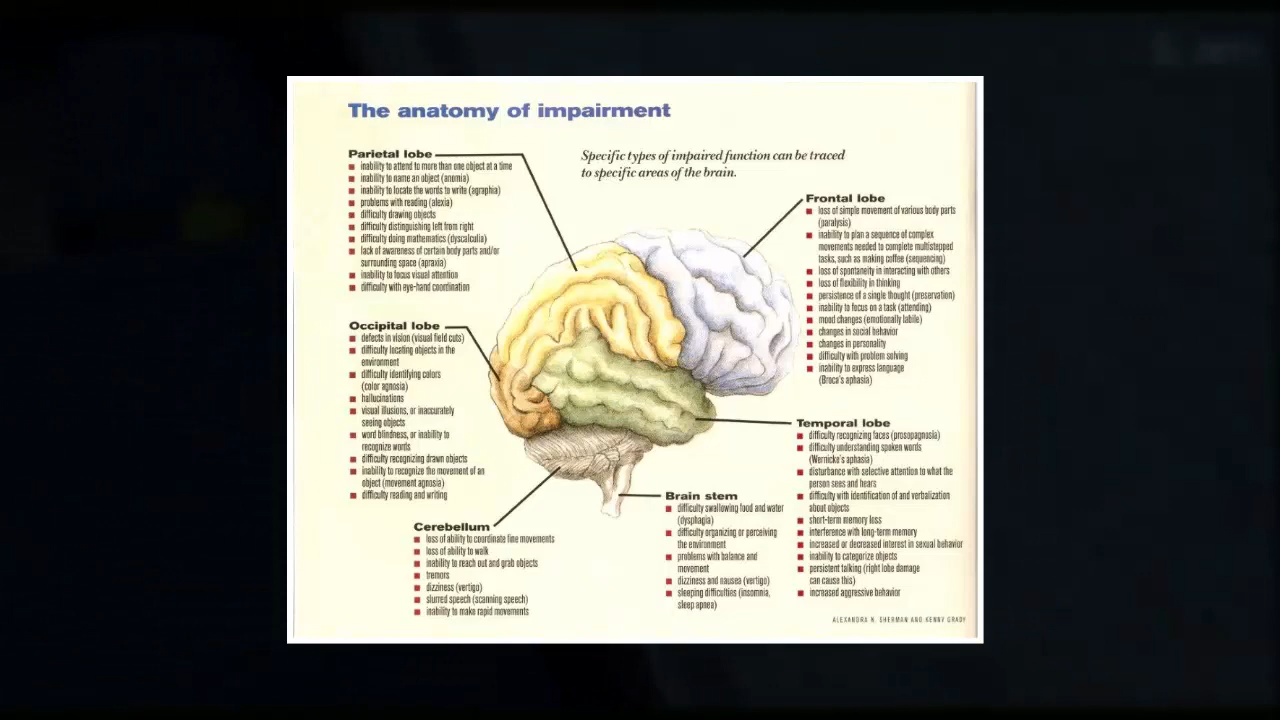 The anatomy of impairment
Specific types of impaired function can be traced
to specific areas of the brain.
Parietal lobe
inability to attend to more than one object at a time
inability to name an object (anomia)
inability to locate the words to write (agraphia)
problems with reading (alexia)
difficulty drawing objects
difficulty distinguishing left from right
difficulty doing mathematics (dyscalculia)
lack of awareness of certain body parts and/or
surrounding space (apraxia)
inability to focus visual attention
difficulty with eye-hand coordination
Occipital lobe
defects in vision (visual field cuts)
difficulty locating objects in the
environment
difficulty identifying colors
(color agnosia)
hallucinations
visual illusions, or inaccurately
seeing objects
word blindness, or inability to
recognize words
difficulty recognizing drawn objects
inability to recognize the movement of an
object (movement agnosia)
difficulty reading and writing
Cerebellum
loss of ability to coordinate fine movements
loss of ability to walk
inability to reach out and grab objects
tremors
dizziness (vertigo)
slurred speech (scanning speech)
inability to make rapid movements
Brain stem
difficulty swallowing food and water
(dysphagia)
difficulty organizing or perceiving
the environment
problems with balance and
movement
dizziness and nausea (vertigo)
sleeping difficulties (insomnia,
sleep apnea)
Frontal lobe
loss of simple movement of various body parts
(paralysis)
inability to plan a sequence of complex
movements needed to complete multistepped
tasks, such as making coffee (sequencing)
loss of spontaneity in interacting with others
loss of flexibility in thinking
persistence of a single thought (preservation)
inability to focus on a task (attending)
mood changes (emotionally labile)
changes in social behavior
changes in personality
difficulty with problem solving
inability to express language
(Broca's aphasia)
Temporal lobe
difficulty recognizing faces (prosopagnosia)
difficulty understanding spoken words
(Wernicke's aphasia)
disturbance with selective attention to what the
person sees and hears
difficulty with identification of and verbalization
about objects
short-term memory loss
interference with long-term memory
increased or decreased interest in sexual behavior
inability to categorize objects
persistent talking (right lobe damage
can cause this)
increased aggressive behavior
ALEXANDRA N. SHERMAN AND KENNY GRADY